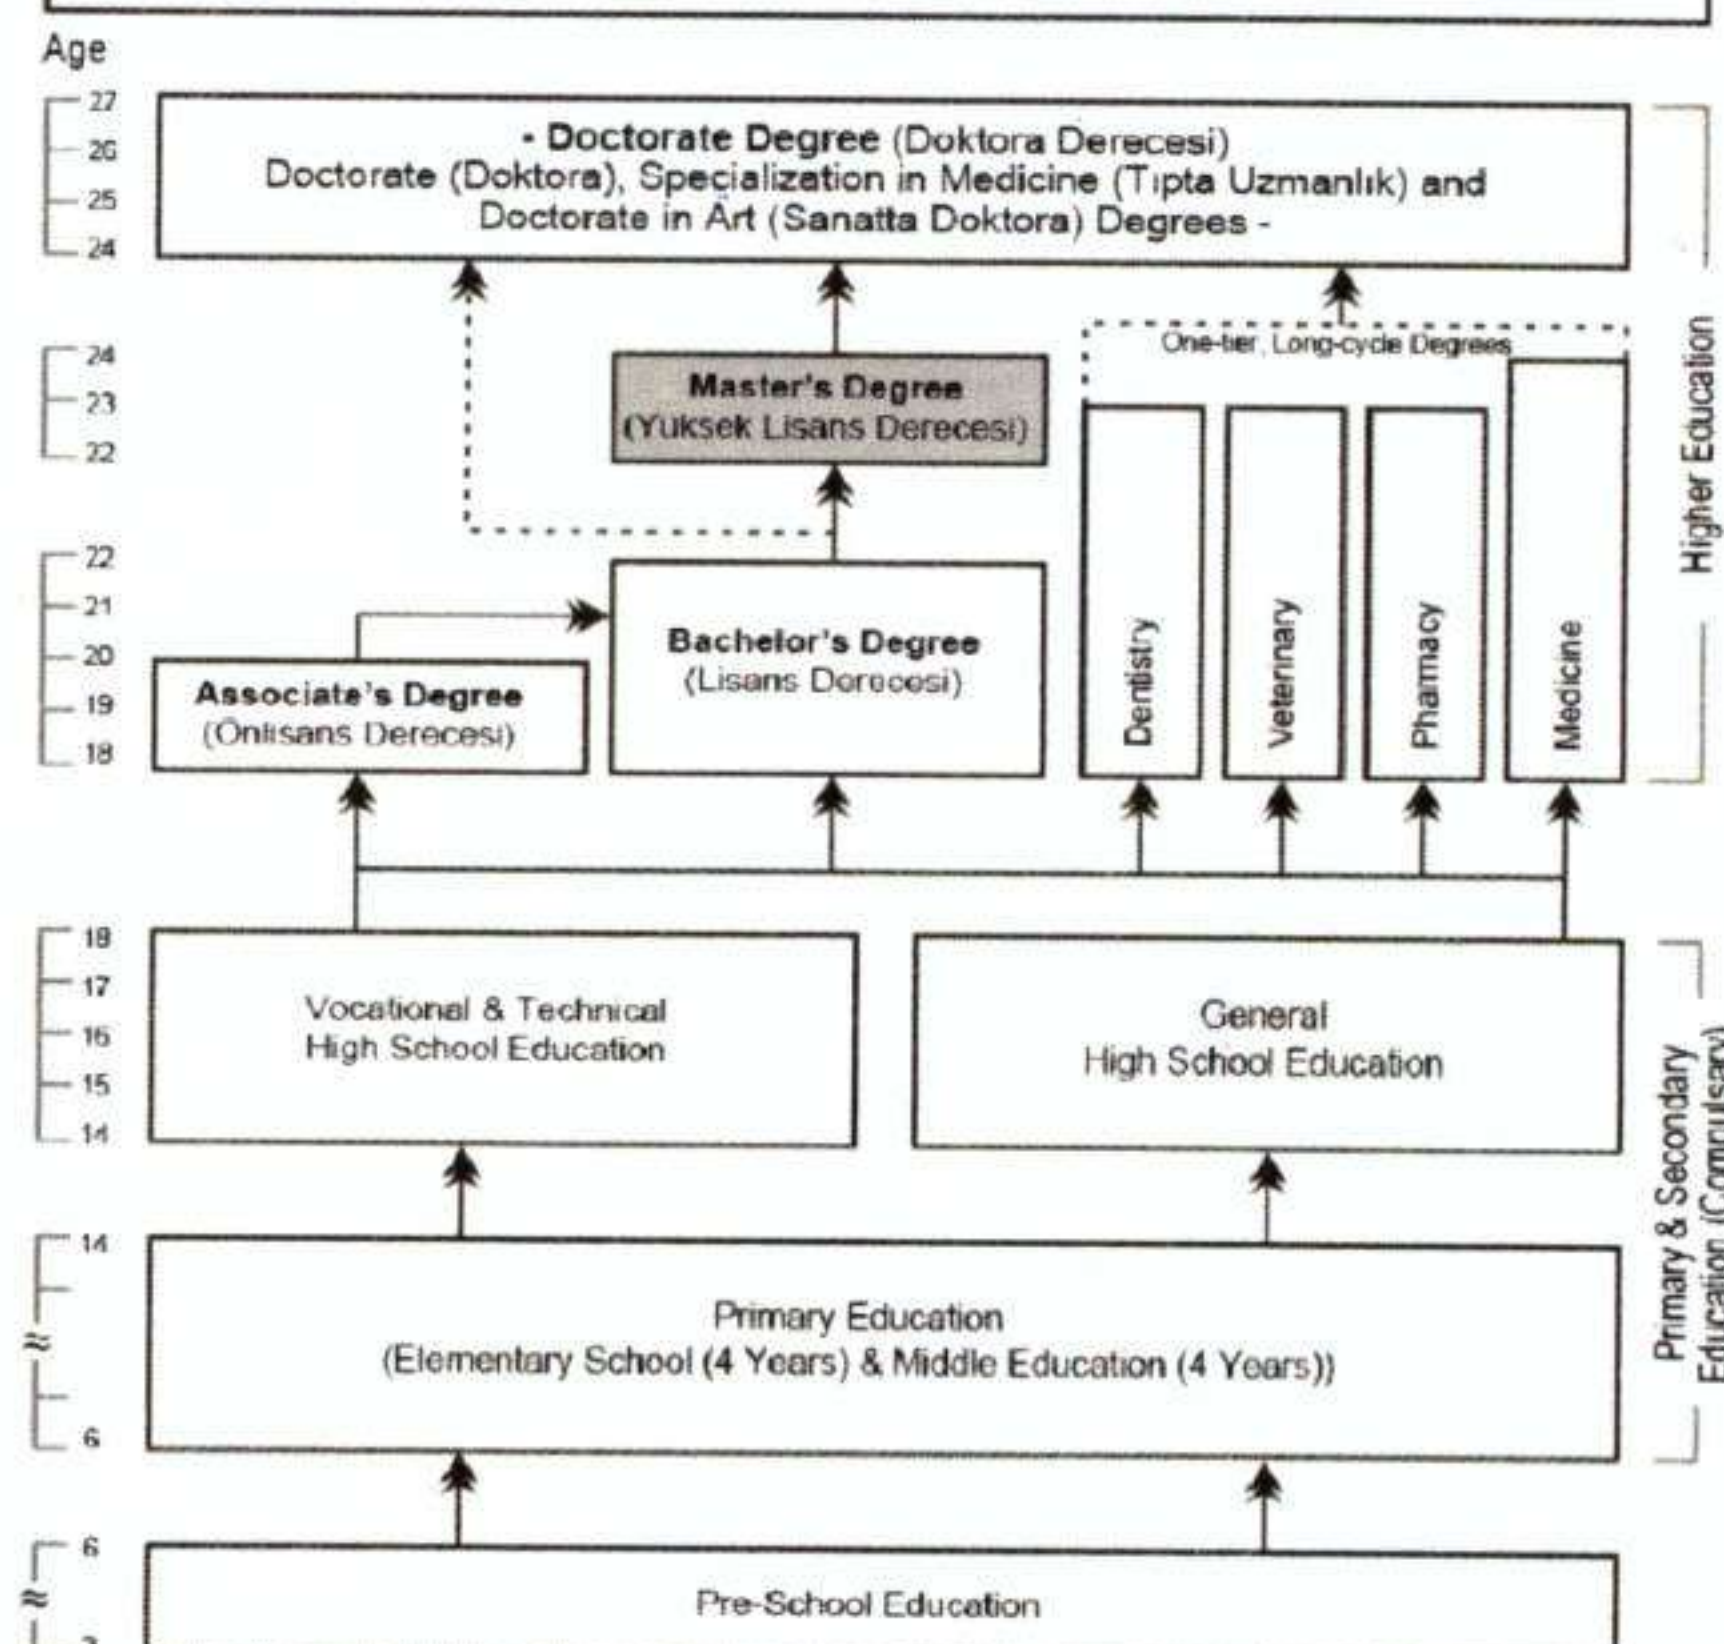 Age
27
26
25
24
- Doctorate Degree (Doktora Derecesi)
Doctorate (Doktora), Specialization in Medicine (Tıpta Uzmanlık) and
Doctorate in Art (Sanatta Doktora) Degrees -
24
23
22
Master's Degree
(Yuksek Lisans Derecesi)
One-tier, Long-cycle Degrees
Higher Education
22
21
20
19
18
Associate's Degree
(Önlisans Derecesi)
Bachelor's Degree
(Lisans Derecesi)
Dentistry
Veterinary
Pharmacy
Medicine
18
17
16
15
14
Vocational & Technical
High School Education
General
High School Education
Primary & Secondary
Education (Compulsary)
14
6
Primary Education
(Elementary School (4 Years) & Middle Education (4 Years))
6
Pre-School Education